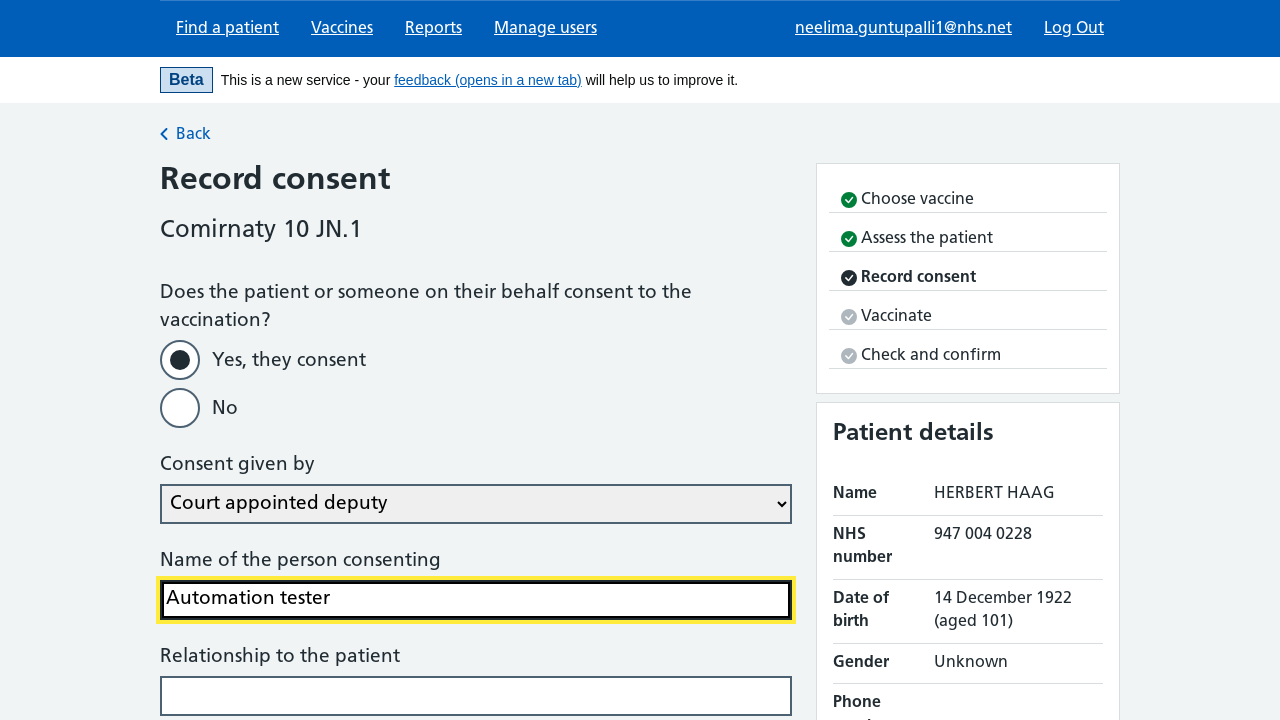 Find a patient Vaccines Reports Manage users neelima.guntupalli1@nhs.net Log Out
Beta This is a new service - your feedback (opens in a new tab) will help us to improve it.
Back
Record consent
Comirnaty 10 JN.1
Does the patient or someone on their behalf consent to the
vaccination?
Yes, they consent
No
Consent given by
Court appointed deputy
Name of the person consenting
Automation tester
Relationship to the patient
Choose vaccine
Assess the patient
Record consent
Vaccinate
Check and confirm
Patient details
Name HERBERT HAAG
NHS 947 004 0228
number
Date of 14 December 1922
birth (aged 101)
Gender Unknown
Phone